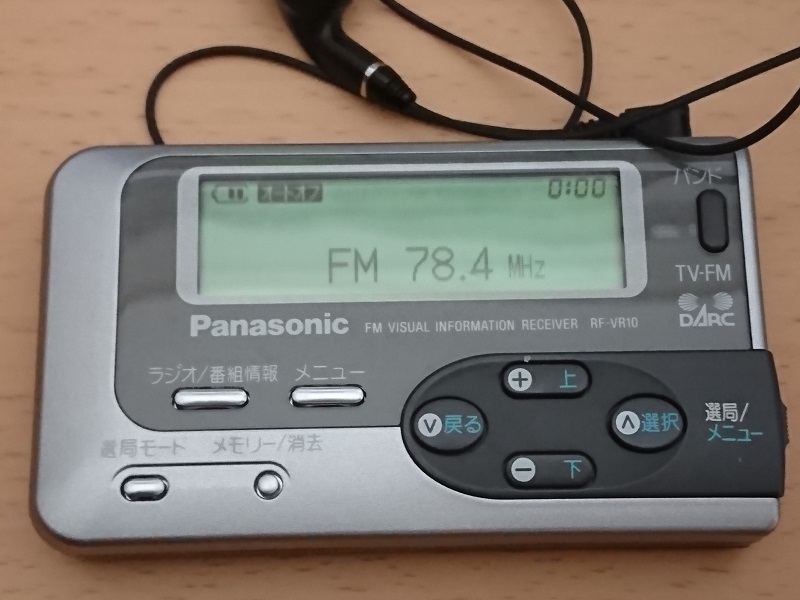 オートオフ 0:00
FM 78.4 MHz
バンド
TV-FM
DARC
Panasonic FM VISUAL INFORMATION RECEIVER RF-VR10
ラジオ/番組情報 メニュー
選局モード メモリー/消去
+ 上
∨戻る
∧選択
- 下
選局/
メニュー